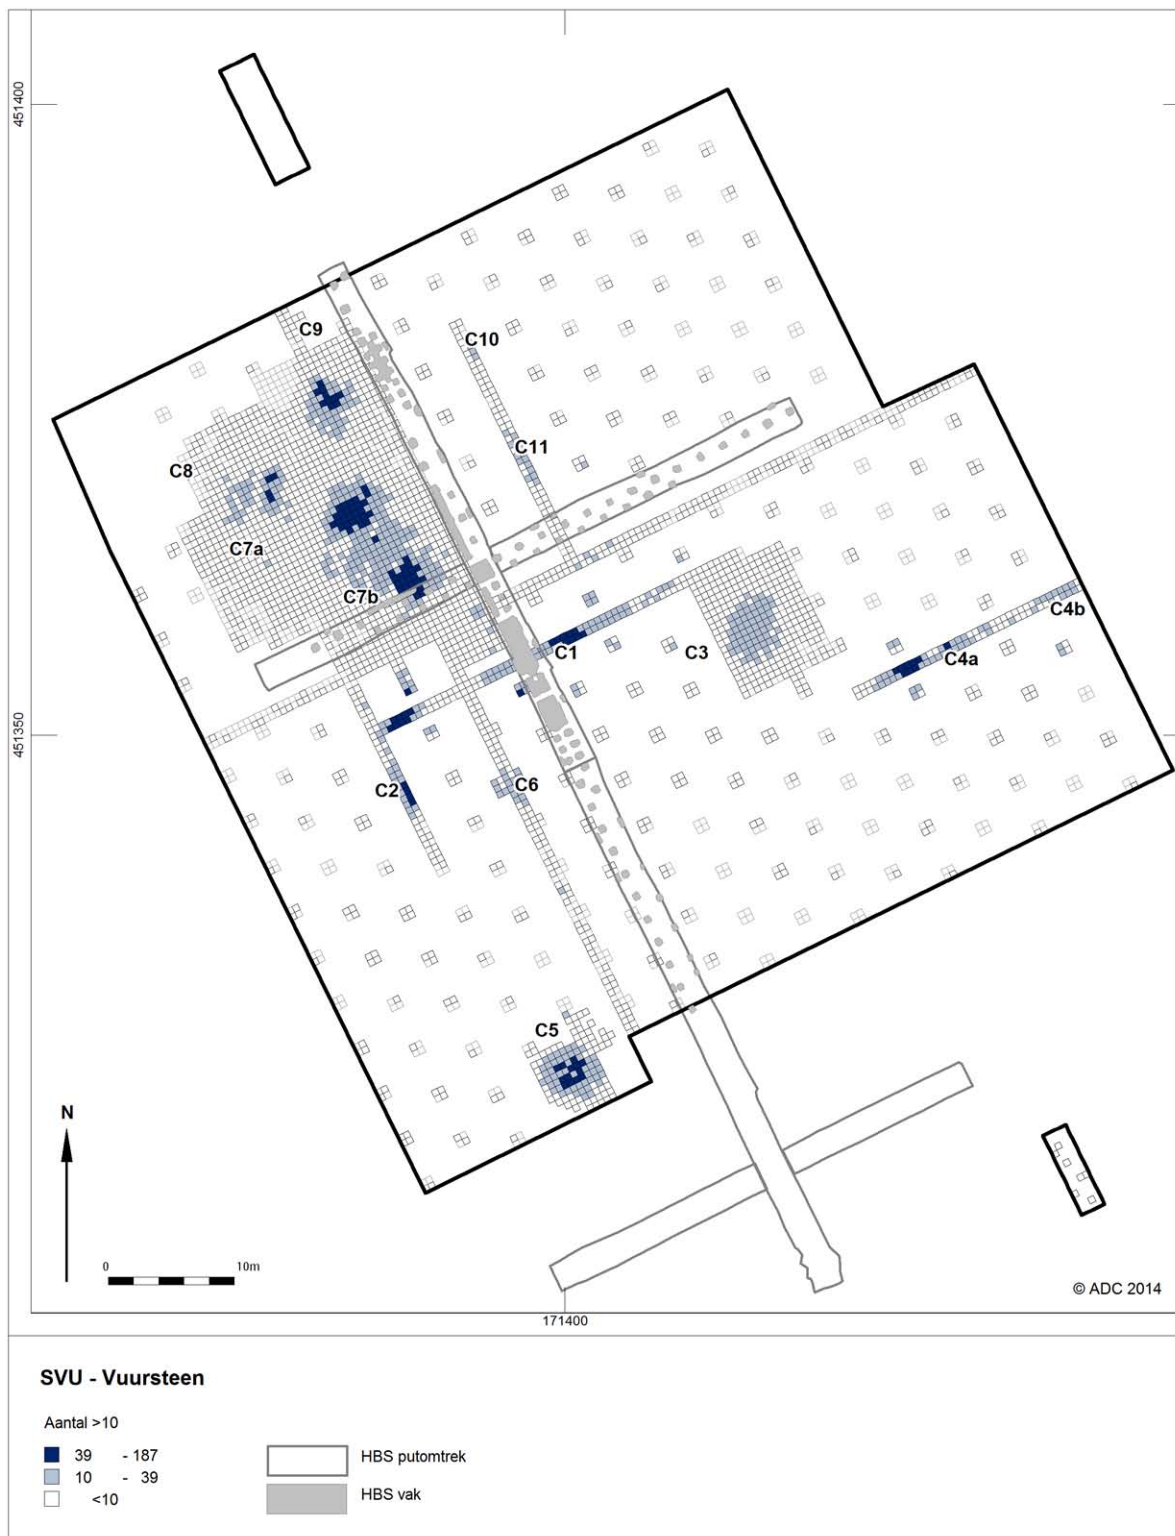 451400
C9
C10
C11
C8
C7a
C7b
C4b
C1
C3
C4a
451350
C2
C6
C5
N
0 10m
© ADC 2014
171400
SVU - Vuursteen
Aantal >10
39 - 187
10 - 39
<10
HBS putomtrek
HBS vak